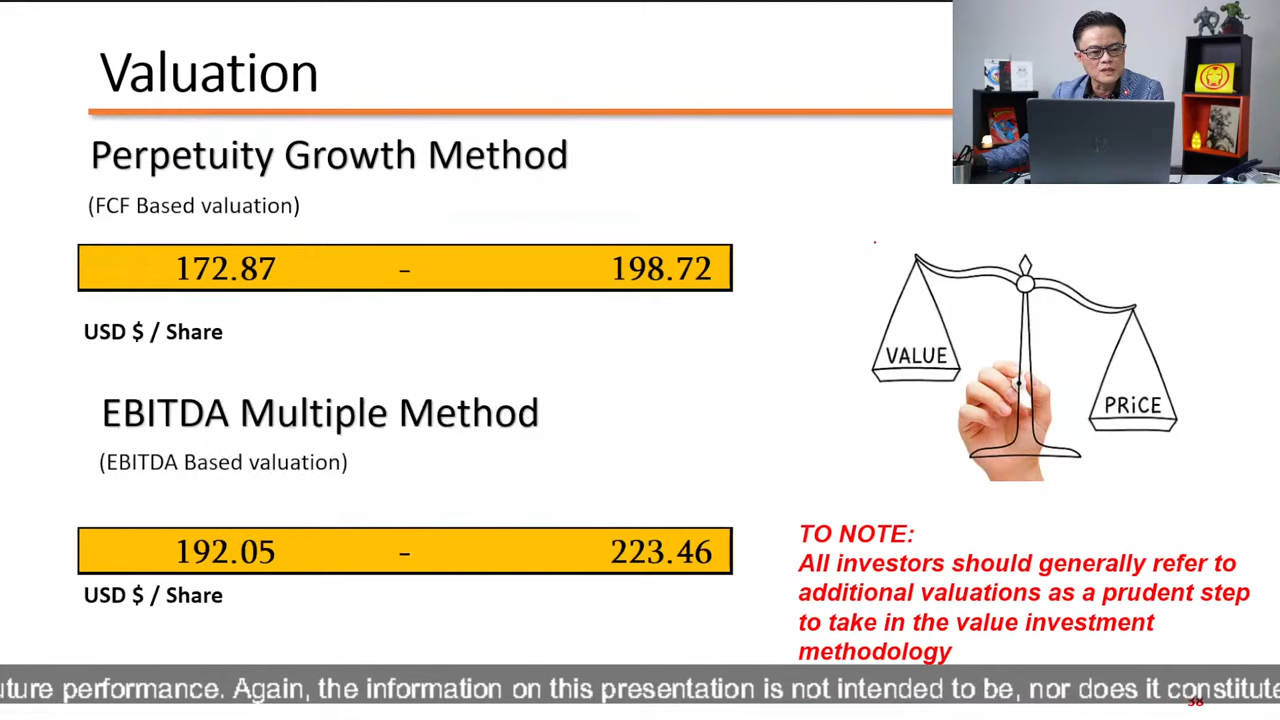 Valuation
Perpetuity Growth Method
(FCF Based valuation)
172.87 - 198.72
USD $ / Share
VALUE
PRiCE
EBITDA Multiple Method
(EBITDA Based valuation)
192.05 - 223.46
USD $ / Share
TO NOTE:
All investors should generally refer to
additional valuations as a prudent step
to take in the value investment
methodology
uture performance. Again, the information on this presentation is not intended to be, nor does it constitute
38